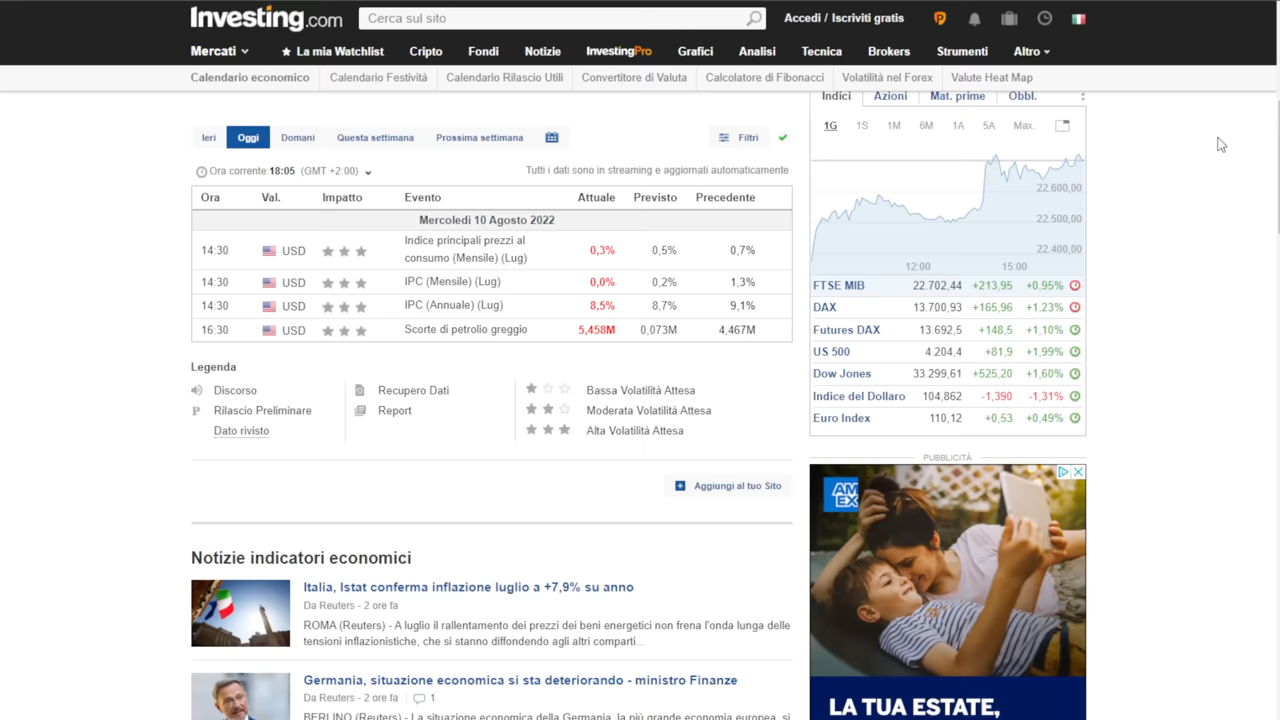 Investing.com
Cerca sul sito
Accedi / Iscriviti gratis
Mercati
La mia Watchlist
Cripto
Fondi
Notizie
InvestingPro
Grafici
Analisi
Tecnica
Brokers
Strumenti
Altro
Calendario economico
Calendario Festività
Calendario Rilascio Utili
Convertitore di Valuta
Calcolatore di Fibonacci
Volatilità nel Forex
Valute Heat Map
Ieri
Oggi
Domani
Questa settimana
Prossima settimana
Filtri
Ora corrente:18:05 (GMT +2:00)
Tutti i dati sono in streaming e aggiornati automaticamente
Ora Val. Impatto Evento Attuale Previsto Precedente
Mercoledì 10 Agosto 2022
14:30 USD Indice principali prezzi al
consumo (Mensile) (Lug) 0,3% 0,5% 0,7%
14:30 USD IPC (Mensile) (Lug) 0,0% 0,2% 1,3%
14:30 USD IPC (Annuale) (Lug) 8,5% 8,7% 9,1%
16:30 USD Scorte di petrolio greggio 5,458M 0,073M 4,467M
Legenda
Discorso
Rilascio Preliminare
Dato rivisto
Recupero Dati
Report
Bassa Volatilità Attesa
Moderata Volatilità Attesa
Alta Volatilità Attesa
Aggiungi al tuo Sito
Notizie indicatori economici
Italia, Istat conferma inflazione luglio a +7,9% su anno
Da Reuters - 2 ore fa
ROMA (Reuters) - A luglio il rallentamento dei prezzi dei beni energetici non frena l'onda lunga delle
tensioni inflazionistiche, che si stanno diffondendo agli altri comparti...
Germania, situazione economica si sta deteriorando - ministro Finanze
Da Reuters - 2 ore fa 1
BERLINO (Reuters) - La situazione economica della Germania, la più grande economia europea, si
Indici
Azioni
Mat. prime
Obbl.
1G 1S 1M 6M 1A 5A Max.
22.600,00
22.500,00
22.400,00
12:00 15:00
FTSE MIB 22.702,44 +213,95 +0,95%
DAX 13.700,93 +165,96 +1,23%
Futures DAX 13.692,5 +148,5 +1,10%
US 500 4.204,4 +81,9 +1,99%
Dow Jones 33.299,61 +525,20 +1,60%
Indice del Dollaro 104,862 -1,390 -1,31%
Euro Index 110,12 +0,53 +0,49%
PUBBLICITÀ
AM
EX
LA TUA ESTATE,